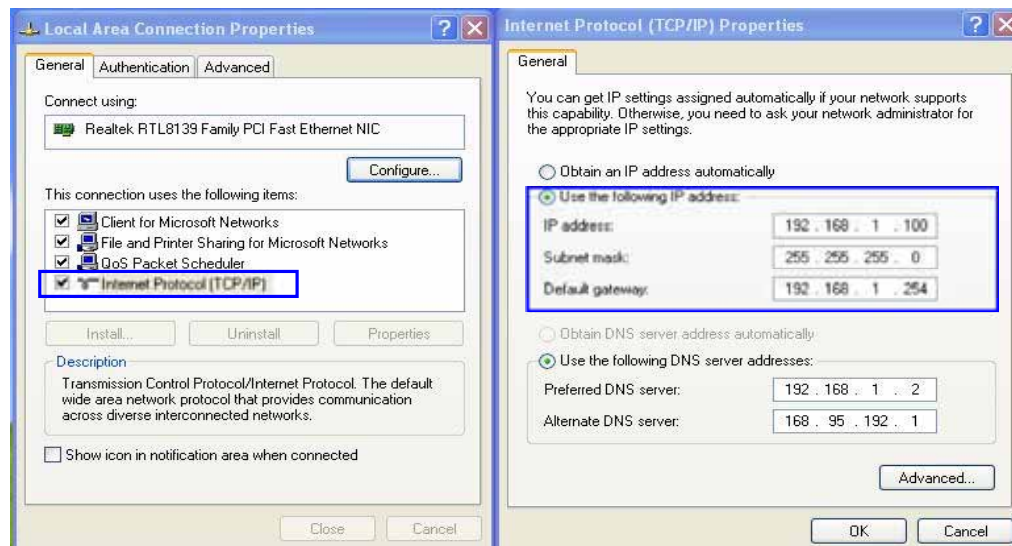 Local Area Connection Properties
General
Authentication
Advanced
Connect using:
Realtek RTL8139 Family PCI Fast Ethernet NIC
Configure...
This connection uses the following items:
Client for Microsoft Networks
File and Printer Sharing for Microsoft Networks
QoS Packet Scheduler
Internet Protocol (TCP/IP)
Install...
Uninstall
Properties
Description
Transmission Control Protocol/Internet Protocol. The default
wide area network protocol that provides communication
across diverse interconnected networks.
Show icon in notification area when connected
Close
Cancel
Internet Protocol (TCP/IP) Properties
General
You can get IP settings assigned automatically if your network supports
this capability. Otherwise, you need to ask your network administrator for
the appropriate IP settings.
Obtain an IP address automatically
Use the following IP address:
IP address: 192 . 168 . 1 . 100
Subnet mask: 255 . 255 . 255 . 0
Default gateway: 192 . 168 . 1 . 254
Obtain DNS server address automatically
Use the following DNS server addresses:
Preferred DNS server: 192 . 168 . 1 . 2
Alternate DNS server: 168 . 95 . 192 . 1
Advanced...
OK
Cancel